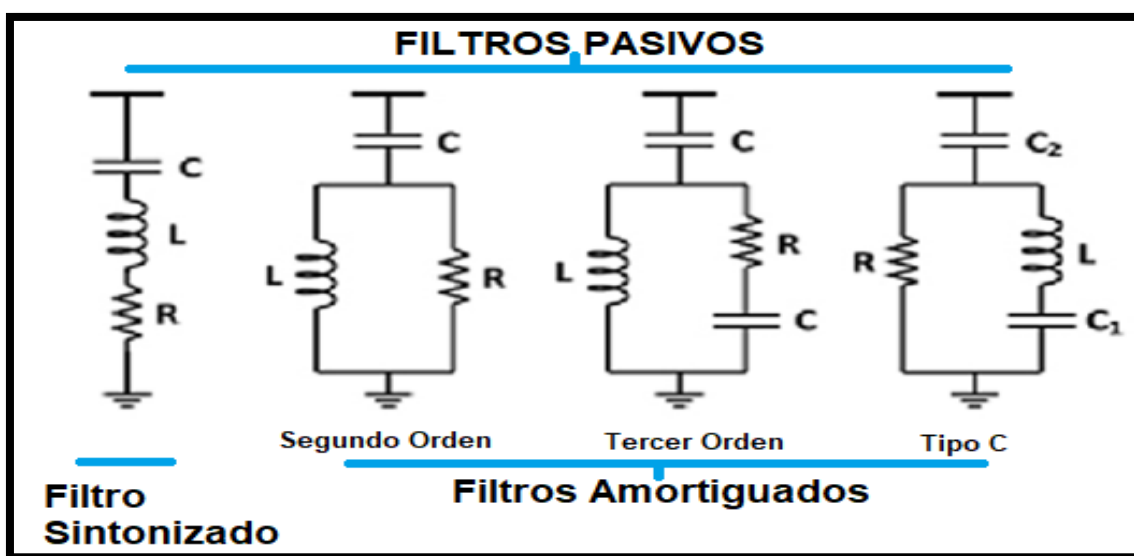 FILTROS PASIVOS
C
L
R
C
L
R
C
L
R
C
C₂
R
L
C₁
Segundo Orden
Tercer Orden
Tipo C
Filtro
Sintonizado
Filtros Amortiguados